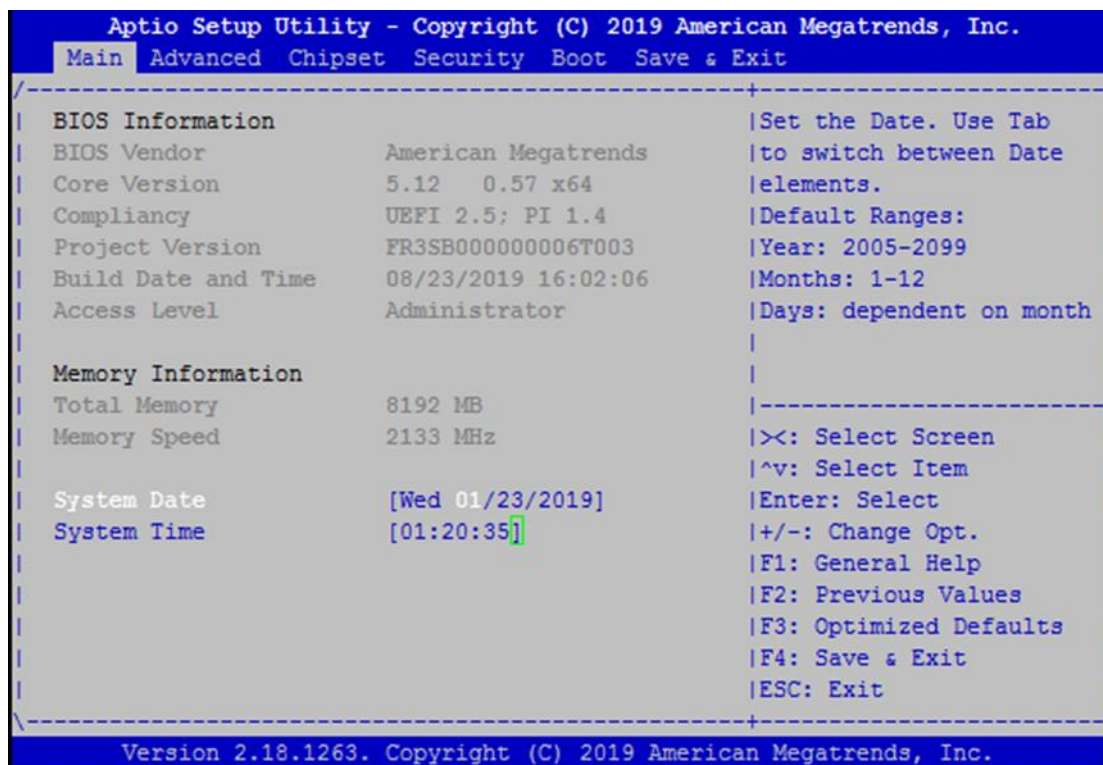 Aptio Setup Utility - Copyright (C) 2019 American Megatrends, Inc.
Main Advanced Chipset Security Boot Save & Exit
/----------------------------------------------------+-------------------------
| BIOS Information |Set the Date. Use Tab
| BIOS Vendor American Megatrends |to switch between Date
| Core Version 5.12 0.57 x64 |elements.
| Compliancy UEFI 2.5; PI 1.4 |Default Ranges:
| Project Version FR3SB000000006T003 |Year: 2005-2099
| Build Date and Time 08/23/2019 16:02:06 |Months: 1-12
| Access Level Administrator |Days: dependent on month
| |
| Memory Information |
| Total Memory 8192 MB |-------------------------
| Memory Speed 2133 MHz |><: Select Screen
| |^v: Select Item
| System Date [Wed 01/23/2019] |Enter: Select
| System Time [01:20:35] |+/-: Change Opt.
| |F1: General Help
| |F2: Previous Values
| |F3: Optimized Defaults
| |F4: Save & Exit
| |ESC: Exit
\----------------------------------------------------+-------------------------
Version 2.18.1263. Copyright (C) 2019 American Megatrends, Inc.